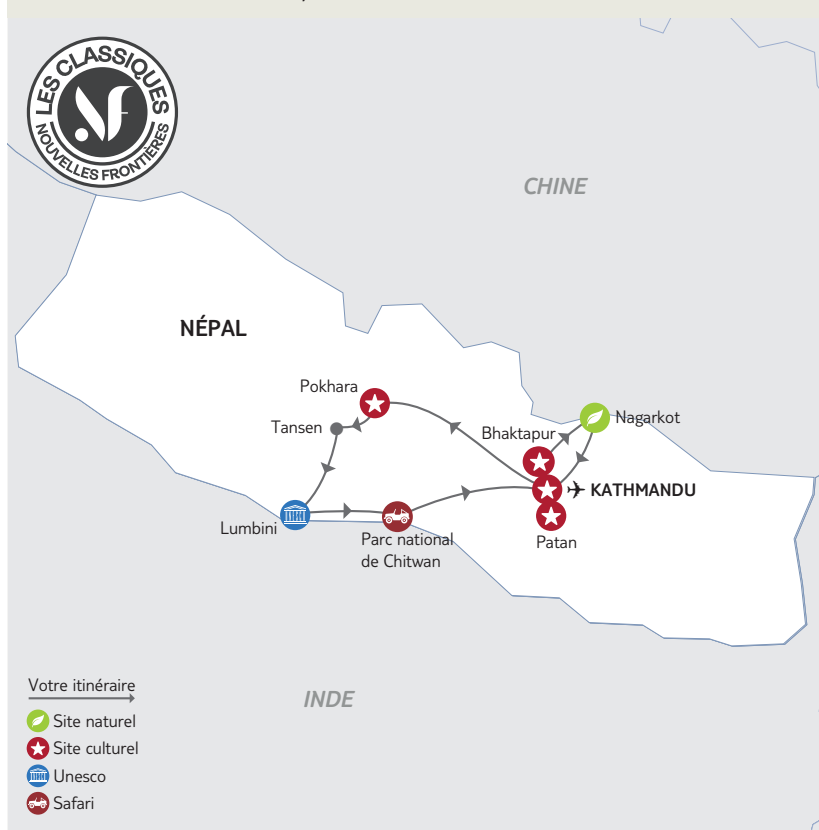 LES CLASSIQUES
NF
NOUVELLES FRONTIÈRES
CHINE
NÉPAL
Pokhara
Tansen
Nagarkot
Bhaktapur
KATHMANDU
Lumbini
Parc national
de Chitwan
Patan
Votre itinéraire
Site naturel
Site culturel
Unesco
Safari
INDE